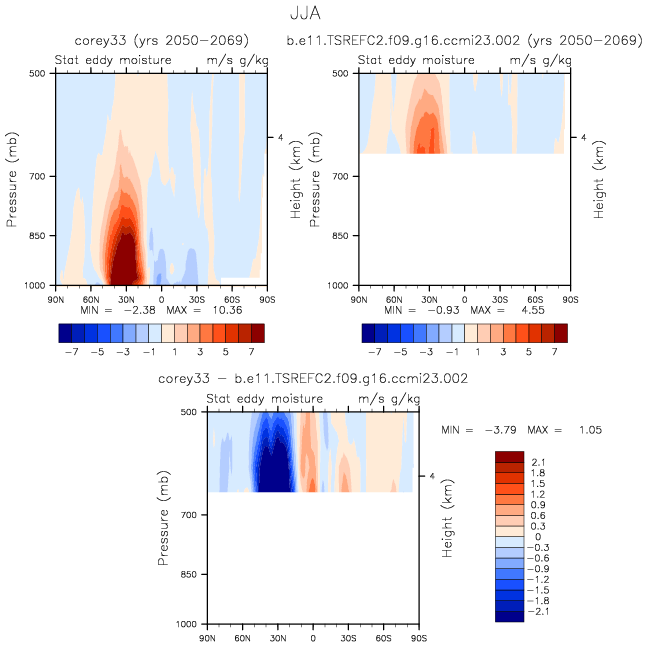 JJA
corey33 (yrs 2050-2069)
b.e11.TSREFC2.f09.g16.ccmi23.002 (yrs 2050-2069)
Stat eddy moisture m/s g/kg
Stat eddy moisture m/s g/kg
500
700
850
1000
Pressure (mb)
4
Height (km)
90N 60N 30N 0 30S 60S 90S
MIN = -2.38 MAX = 10.36
-7 -5 -3 -1 1 3 5 7
500
700
850
1000
Pressure (mb)
4
Height (km)
90N 60N 30N 0 30S 60S 90S
MIN = -0.93 MAX = 4.55
-7 -5 -3 -1 1 3 5 7
corey33 - b.e11.TSREFC2.f09.g16.ccmi23.002
Stat eddy moisture m/s g/kg
500
700
850
1000
Pressure (mb)
4
Height (km)
90N 60N 30N 0 30S 60S 90S
MIN = -3.79 MAX = 1.05
2.1
1.8
1.5
1.2
0.9
0.6
0.3
0
-0.3
-0.6
-0.9
-1.2
-1.5
-1.8
-2.1